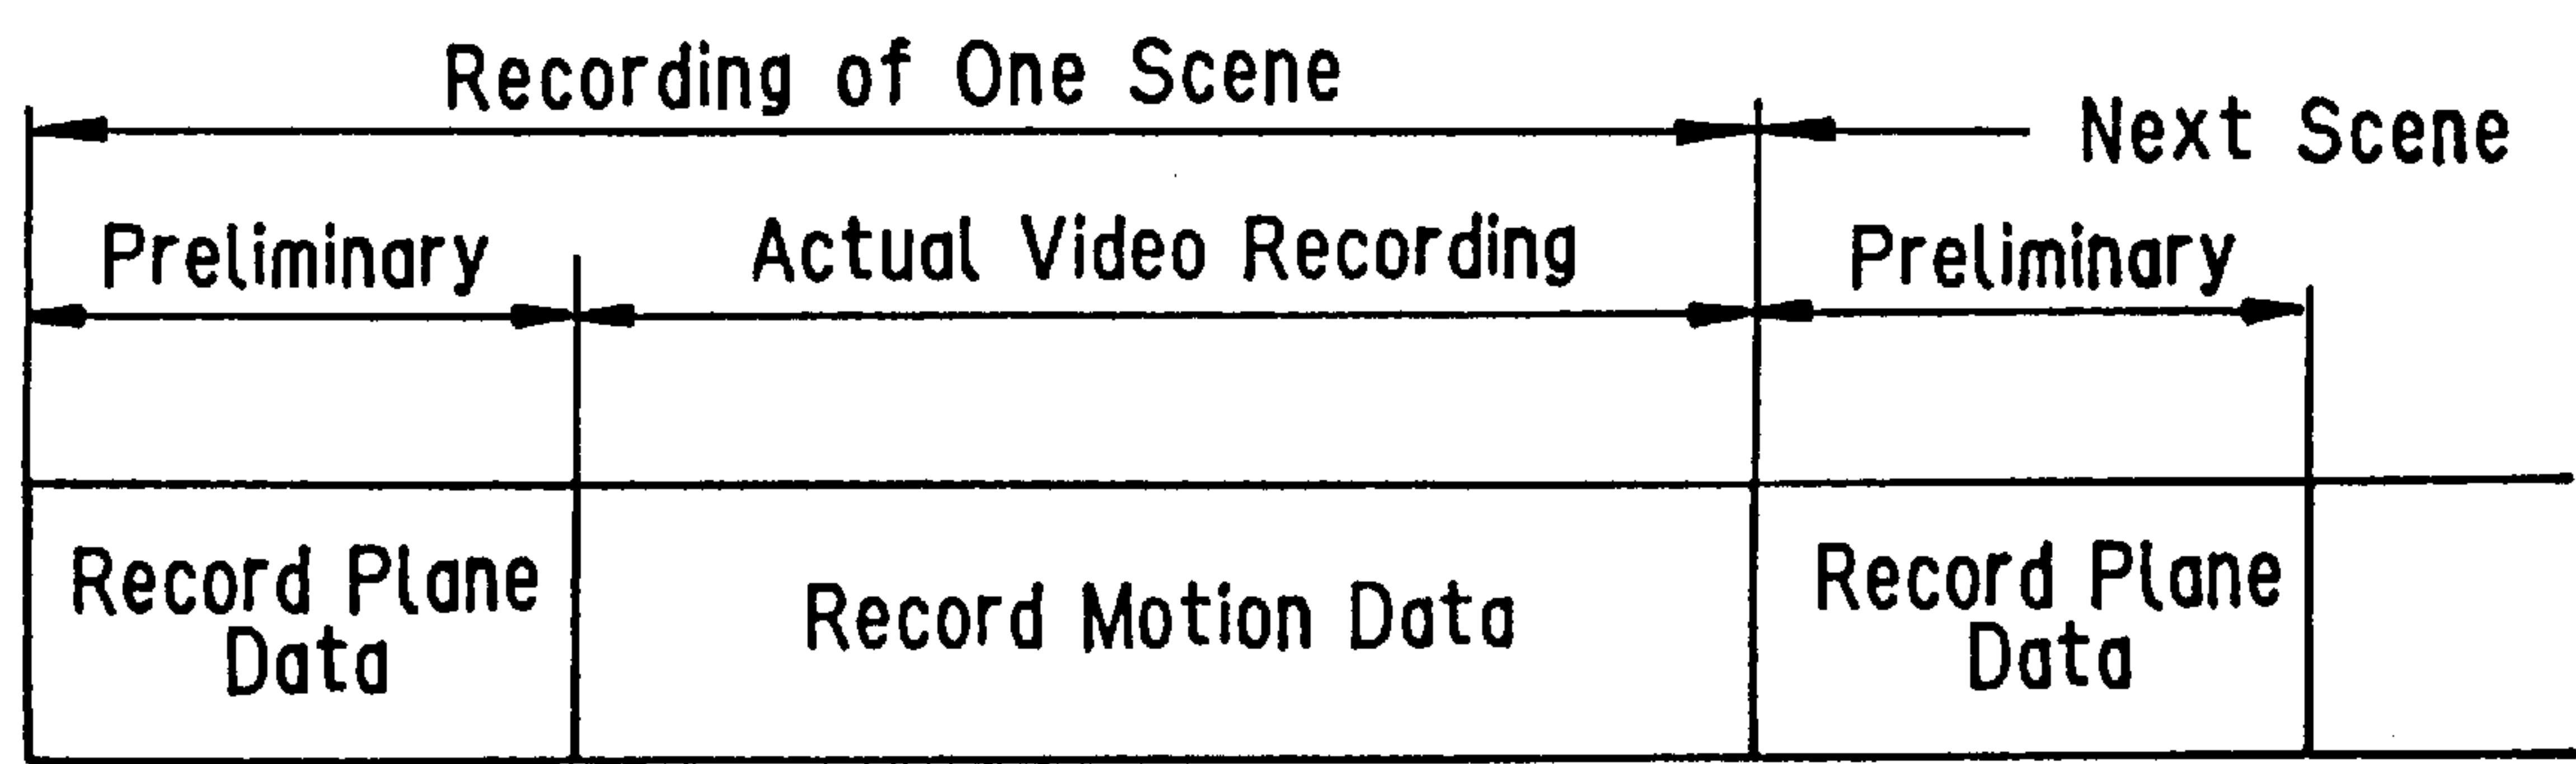 Recording of One Scene
Next Scene
Preliminary
Actual Video Recording
Preliminary
Record Plane
Data
Record Motion Data
Record Plane
Data